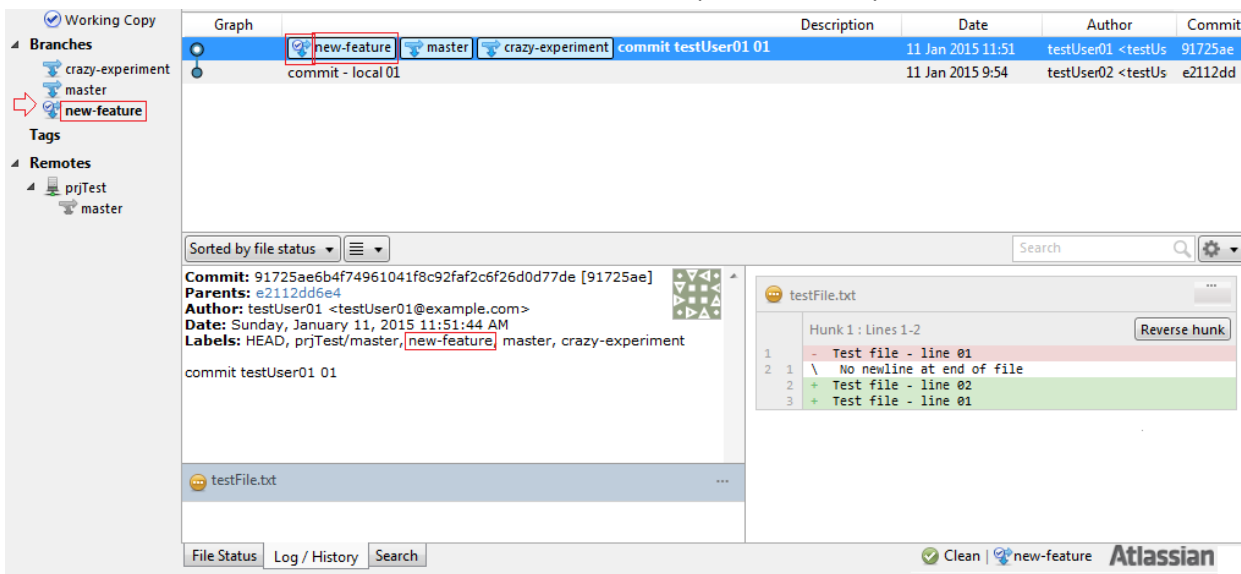 Working Copy
Branches
crazy-experiment
master
new-feature
Tags
Remotes
prjTest
master
Graph Description Date Author Commit
new-feature master crazy-experiment commit testUser01 01 11 Jan 2015 11:51 testUser01 <testUs 91725ae
commit - local 01 11 Jan 2015 9:54 testUser02 <testUs e2112dd
Sorted by file status Search
Commit: 91725ae6b4f74961041f8c92faf2c6f26d0d77de [91725ae]
Parents: e2112dd6e4
Author: testUser01 <testUser01@example.com>
Date: Sunday, January 11, 2015 11:51:44 AM
Labels: HEAD, prjTest/master, new-feature, master, crazy-experiment
commit testUser01 01
testFile.txt ...
testFile.txt ...
Hunk 1 : Lines 1-2 Reverse hunk
1 - Test file - line 01
2 1 \ No newline at end of file
2 + Test file - line 02
3 + Test file - line 01
File Status Log / History Search
Clean | new-feature Atlassian